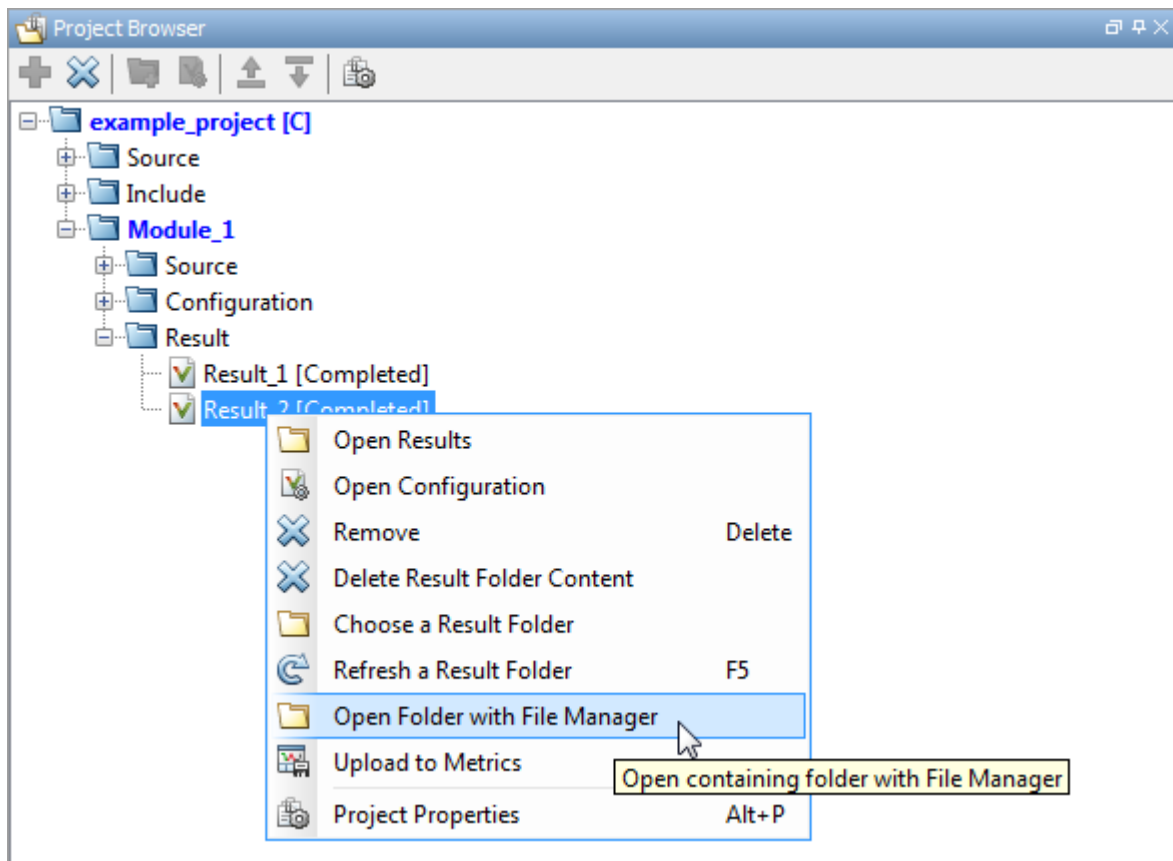 Project Browser
example_project [C]
Source
Include
Module_1
Source
Configuration
Result
Result_1 [Completed]
Result_2 [Completed]
Open Results
Open Configuration
Remove Delete
Delete Result Folder Content
Choose a Result Folder
Refresh a Result Folder F5
Open Folder with File Manager
Upload to Metrics
Open containing folder with File Manager
Project Properties Alt+P